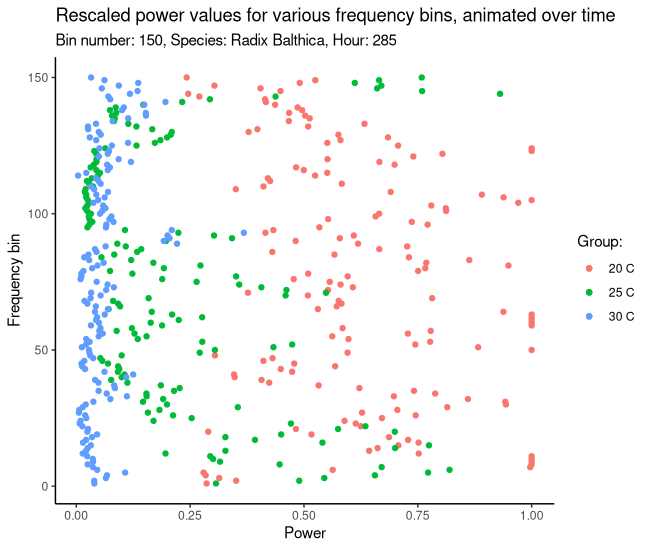 Rescaled power values for various frequency bins, animated over time
Bin number: 150, Species: Radix Balthica, Hour: 285
150
100
50
0
Frequency bin
0.00 0.25 0.50 0.75 1.00
Power
Group:
20 C
25 C
30 C